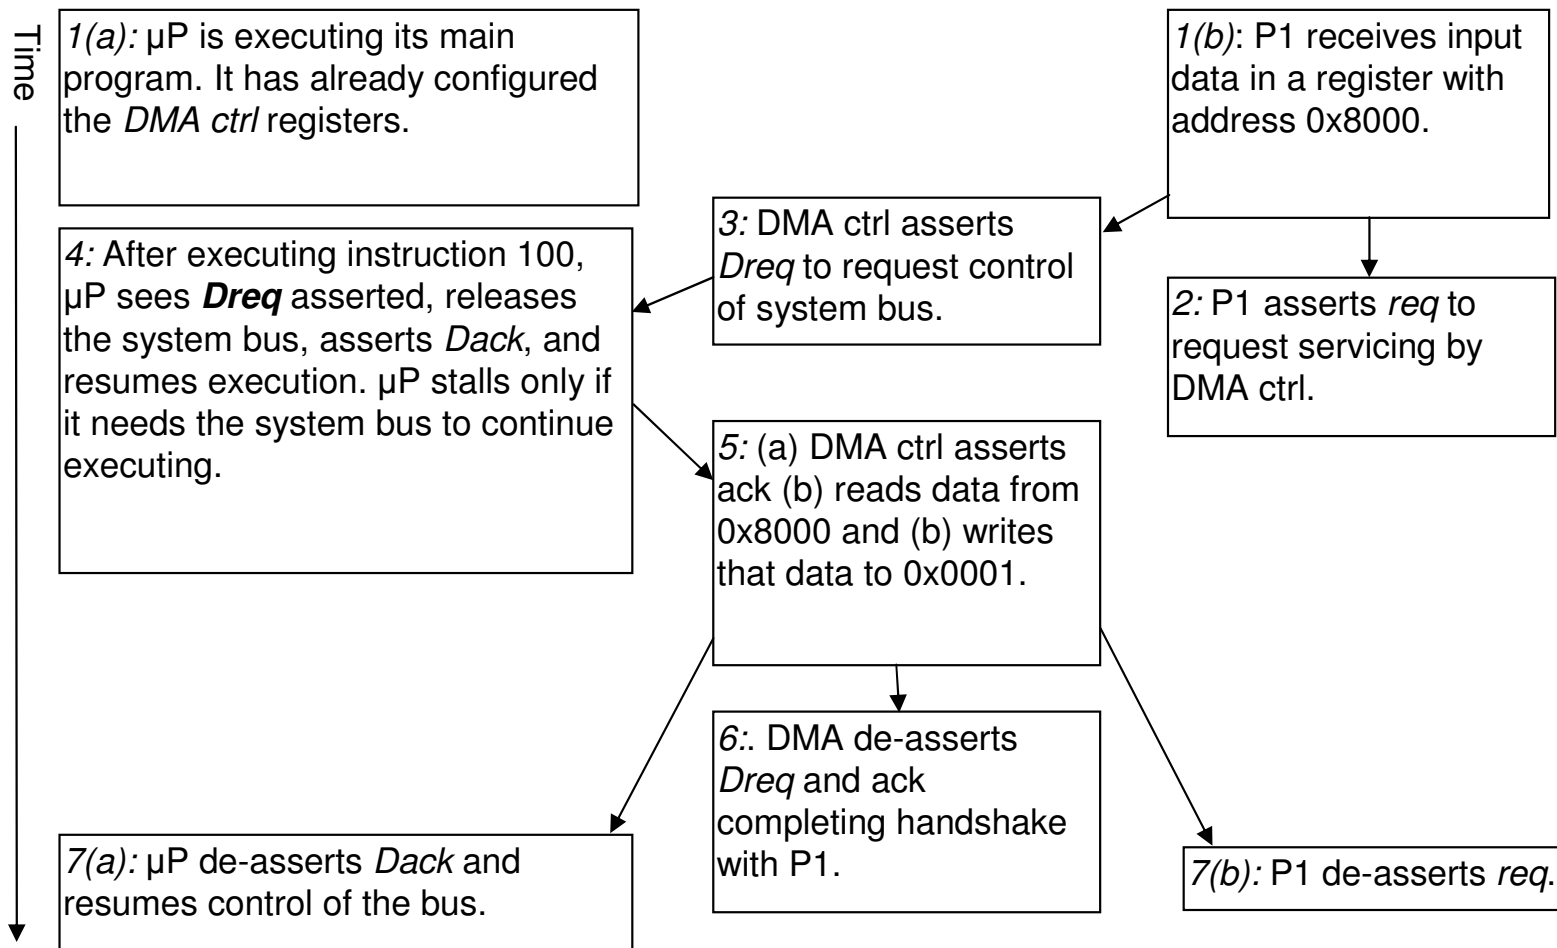 Time
1(a): µP is executing its main
program. It has already configured
the DMA ctrl registers.
1(b): P1 receives input
data in a register with
address 0x8000.
3: DMA ctrl asserts
Dreq to request control
of system bus.
4: After executing instruction 100,
µP sees Dreq asserted, releases
the system bus, asserts Dack, and
resumes execution. µP stalls only if
it needs the system bus to continue
executing.
2: P1 asserts req to
request servicing by
DMA ctrl.
5: (a) DMA ctrl asserts
ack (b) reads data from
0x8000 and (b) writes
that data to 0x0001.
6:. DMA de-asserts
Dreq and ack
completing handshake
with P1.
7(a): µP de-asserts Dack and
resumes control of the bus.
7(b): P1 de-asserts req.